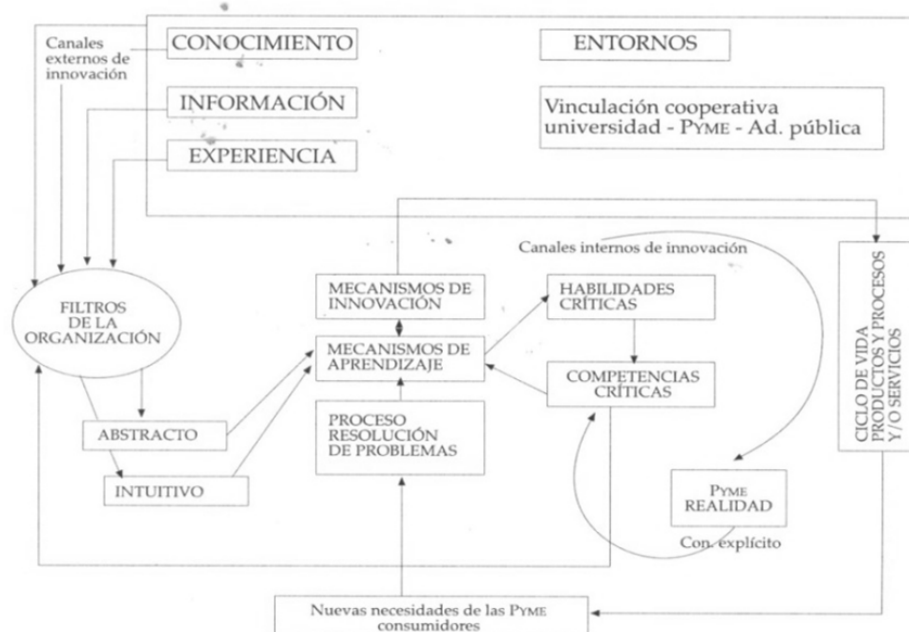 Canales
externos de
innovación
CONOCIMIENTO
ENTORNOS
INFORMACIÓN
Vinculación cooperativa
universidad - PYME - Ad. pública
EXPERIENCIA
Canales internos de innovación
FILTROS
DE LA
ORGANIZACIÓN
MECANISMOS DE
INNOVACIÓN
HABILIDADES
CRÍTICAS
MECANISMOS DE
APRENDIZAJE
COMPETENCIAS
CRÍTICAS
CICLO DE VIDA
PRODUCTOS Y PROCESOS
Y/O SERVICIOS
ABSTRACTO
PROCESO
RESOLUCIÓN
DE PROBLEMAS
INTUITIVO
PYME
REALIDAD
Con. explícito
Nuevas necesidades de las PYME
consumidores